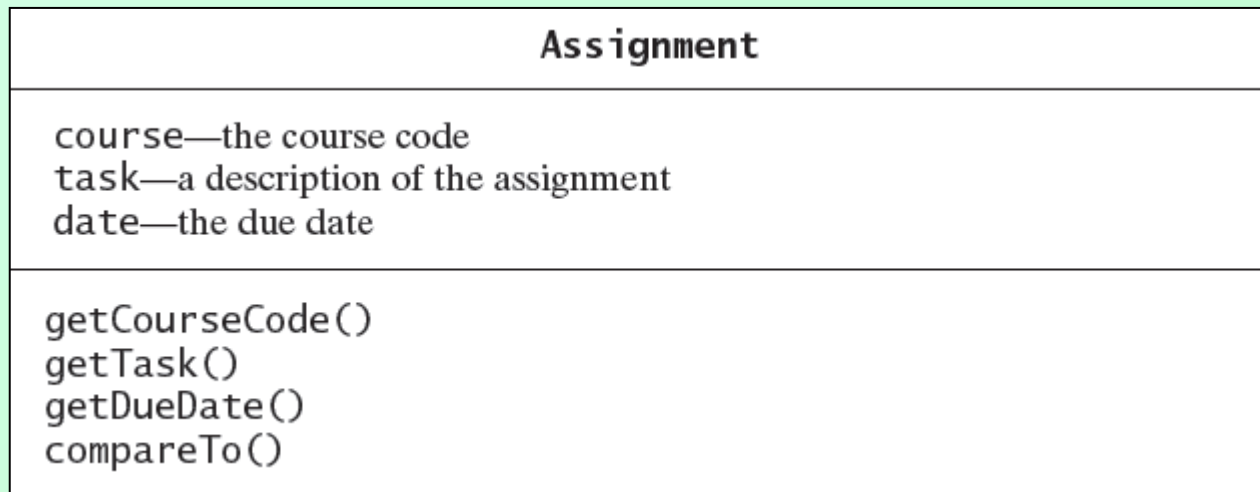 Assignment
course—the course code
task—a description of the assignment
date—the due date
getCourseCode()
getTask()
getDueDate()
compareTo()